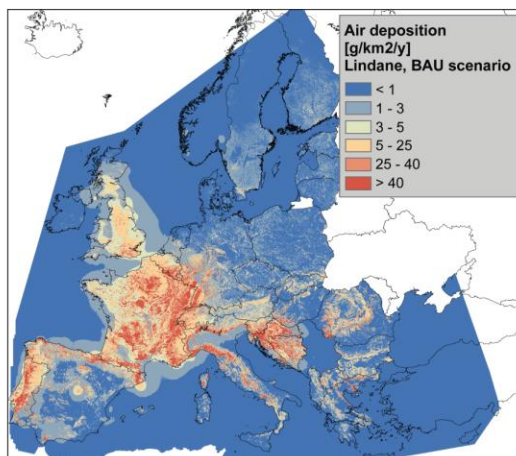 Air deposition
[g/km2/y]
Lindane, BAU scenario
< 1
1 - 3
3 - 5
5 - 25
25 - 40
> 40